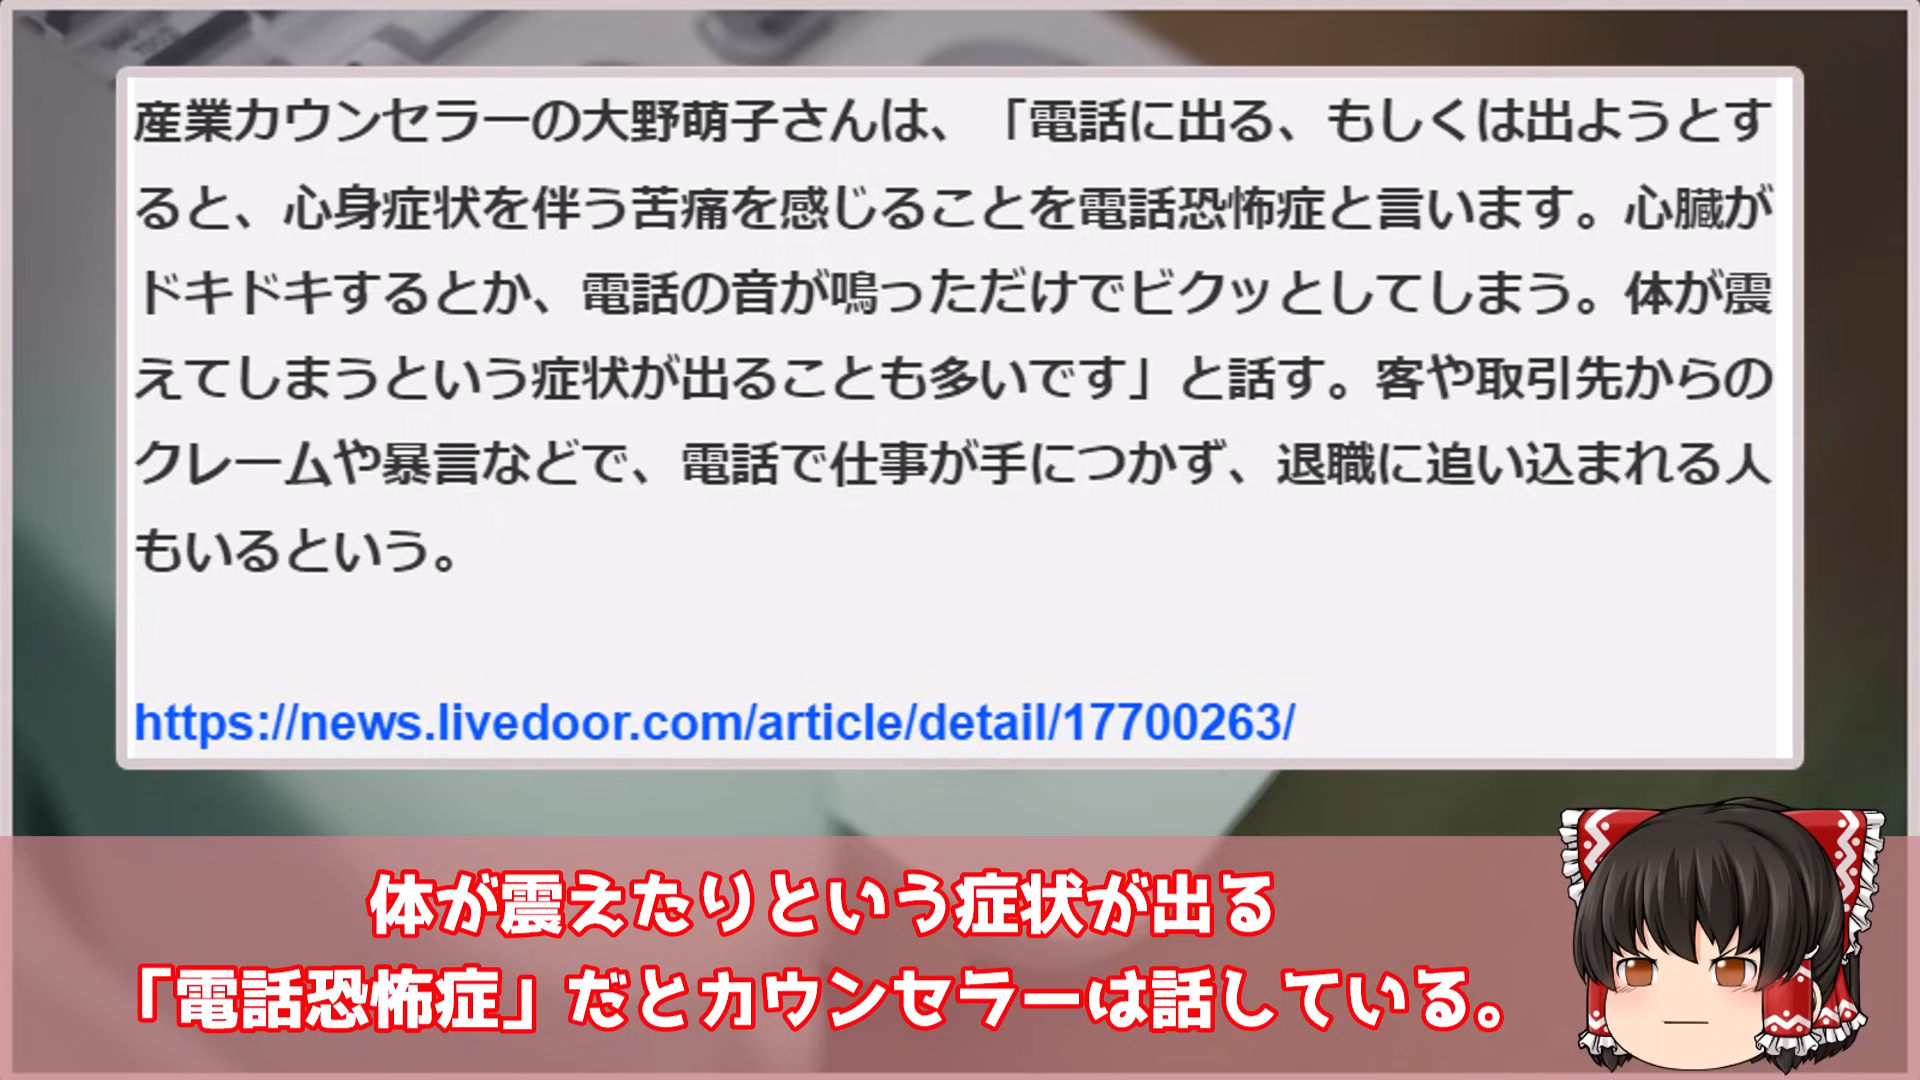 産業カウンセラーの大野萌子さんは、「電話に出る、もしくは出ようとす
ると、心身症状を伴う苦痛を感じることを電話恐怖症と言います。心臓が
ドキドキするとか、電話の音が鳴っただけでビクッとしてしまう。体が震
えてしまうという症状が出ることも多いです」と話す。客や取引先からの
クレームや暴言などで、電話で仕事が手につかず、退職に追い込まれる人
もいるという。
https://news.livedoor.com/article/detail/17700263/
体が震えたりという症状が出る
「電話恐怖症」だとカウンセラーは話している。